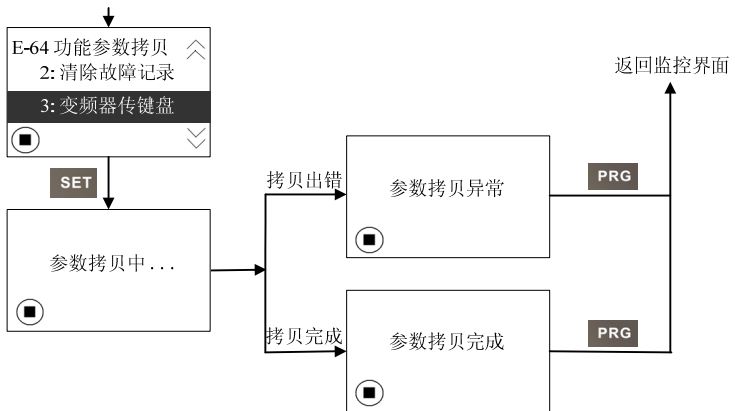 E-64 功能参数拷贝
2: 清除故障记录
3: 变频器传键盘
返回监控界面
SET
拷贝出错
参数拷贝异常
PRG
参数拷贝中 . . .
拷贝完成
参数拷贝完成
PRG